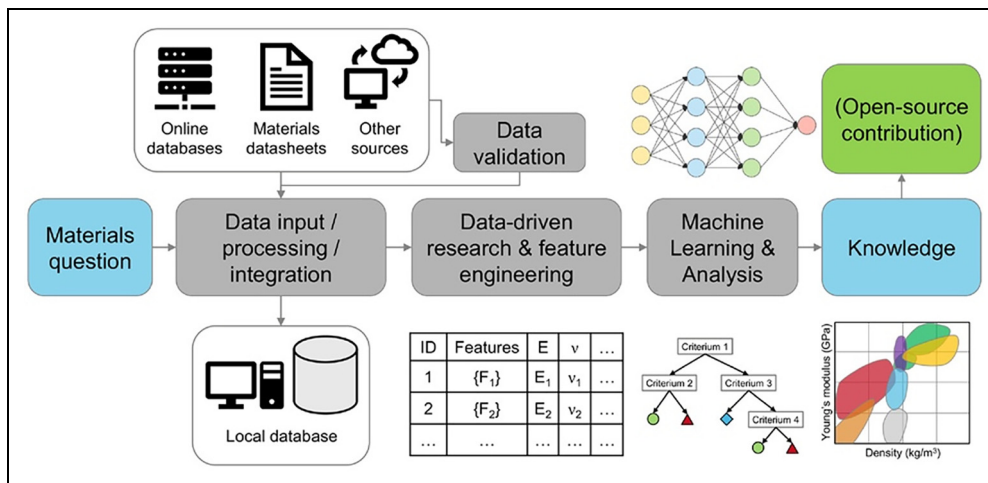 Online
databases
Materials
datasheets
Other
sources
Data
validation
(Open-source
contribution)
Materials
question
Data input /
processing /
integration
Data-driven
research & feature
engineering
Machine
Learning &
Analysis
Knowledge
Local database
ID Features E ν ...
1 {F₁} E₁ ν₁ ...
2 {F₂} E₂ ν₂ ...
... ... ... ... ...
Criterium 1
Criterium 2 Criterium 3
Criterium 4
Young's modulus (GPa)
Density (kg/m³)